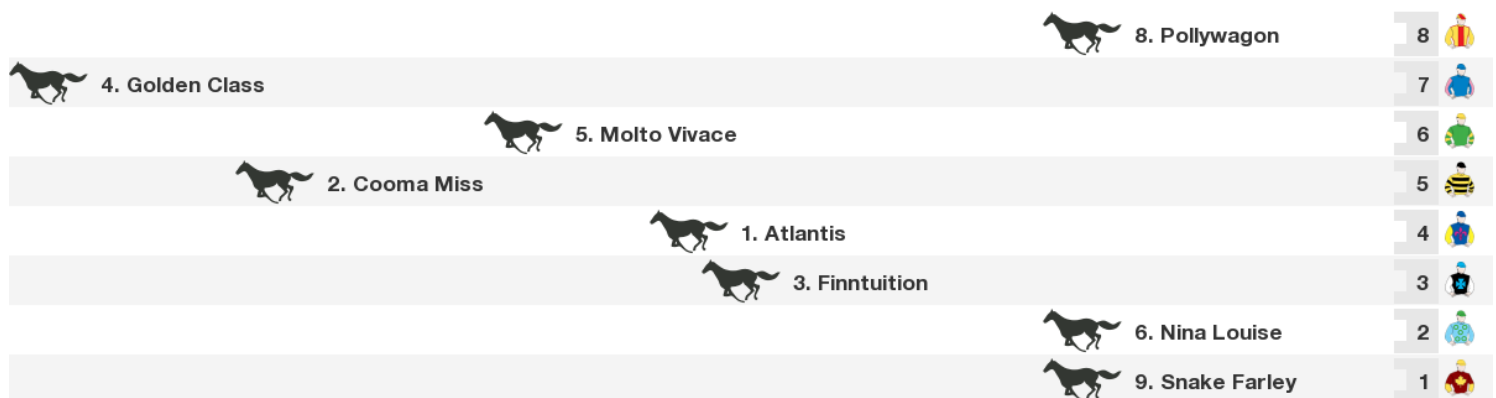 8. Pollywagon 8
4. Golden Class 7
5. Molto Vivace 6
2. Cooma Miss 5
1. Atlantis 4
3. Finntuition 3
6. Nina Louise 2
9. Snake Farley 1